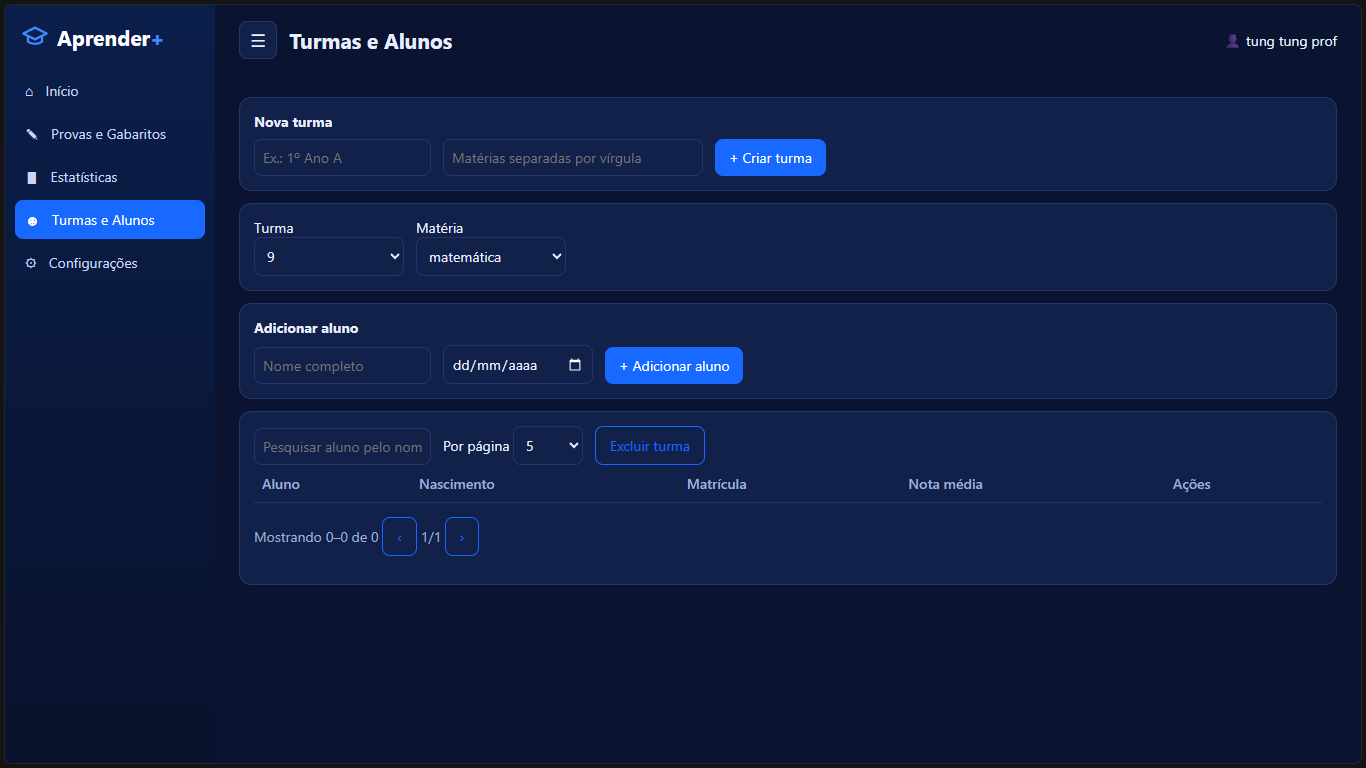 Aprender+
Início
Provas e Gabaritos
Estatísticas
Turmas e Alunos
Configurações
☰ Turmas e Alunos
tung tung prof
Nova turma
Ex.: 1º Ano A
Matérias separadas por vírgula
+ Criar turma
Turma
Matéria
9
matemática
Adicionar aluno
Nome completo
dd/mm/aaaa
+ Adicionar aluno
Pesquisar aluno pelo nom
Por página
5
Excluir turma
Aluno Nascimento Matrícula Nota média Ações
Mostrando 0–0 de 0 ‹ 1/1 ›